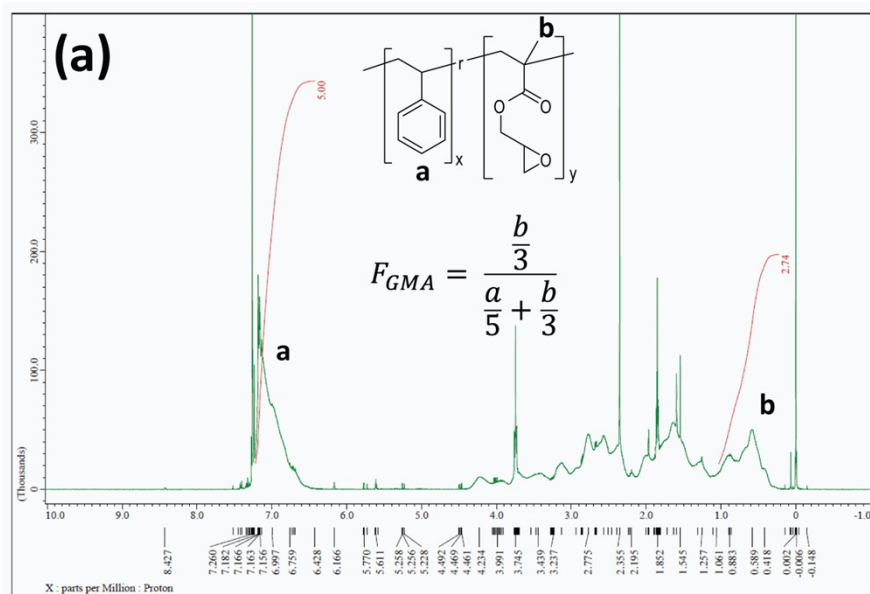 (a)
b
r
O
O
O
a
x
y
5.00
2.74
F_GMA = (b/3) / (a/5 + b/3)
a
b
(Thousands)
0
100.0
200.0
300.0
10.0 9.0 8.0 7.0 6.0 5.0 4.0 3.0 2.0 1.0 0 -1.0
8.427 7.260 7.182 7.166 7.163 7.156 6.997 6.759 6.428 6.166 5.770 5.611 5.258 5.256 5.228 4.492 4.469 4.461 4.234 3.991 3.745 3.439 3.237 2.775 2.355 2.195 1.852 1.545 1.257 1.061 0.883 0.589 0.418 0.002 -0.006 -0.148
X : parts per Million : Proton